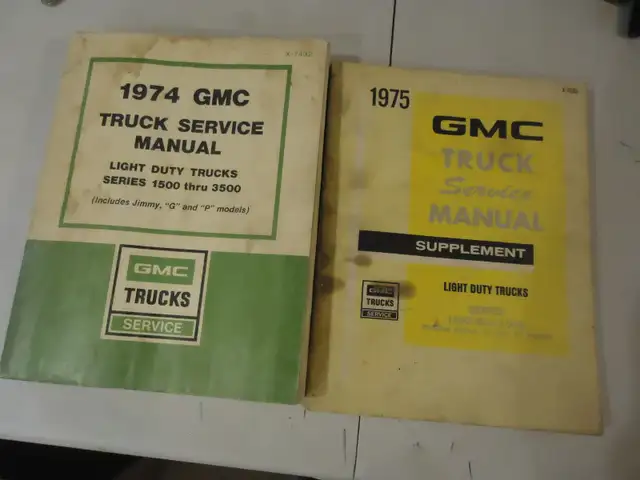 1974 GMC
TRUCK SERVICE
MANUAL
LIGHT DUTY TRUCKS
SERIES 1500 thru 3500
(Includes Jimmy, "G" and "P" models)
GMC
TRUCKS
SERVICE
1975
GMC
TRUCK
Service
MANUAL
SUPPLEMENT
LIGHT DUTY TRUCKS
GMC
TRUCKS
SERVICE